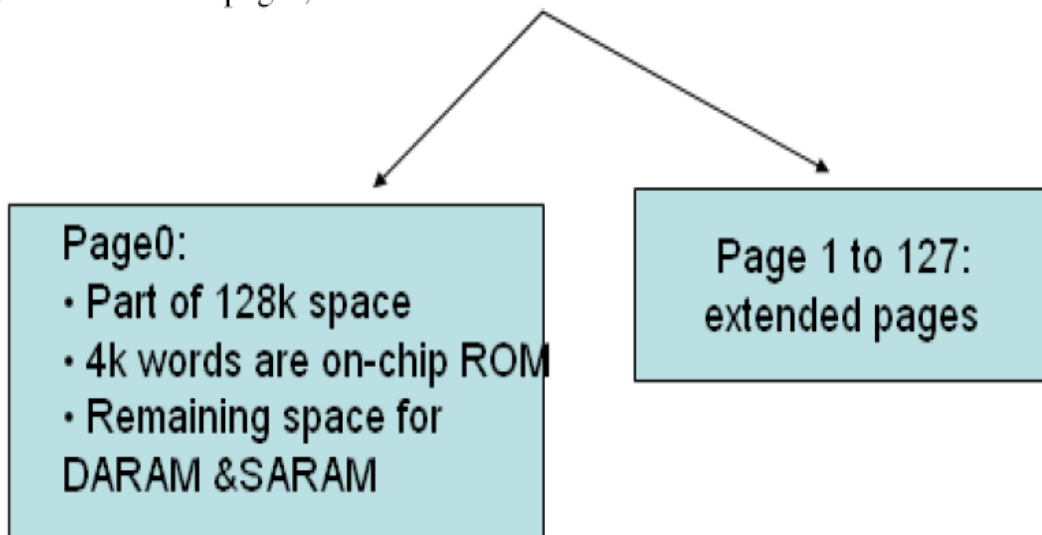 pages,
Page0:
• Part of 128k space
• 4k words are on-chip ROM
• Remaining space for
DARAM &SARAM
Page 1 to 127:
extended pages